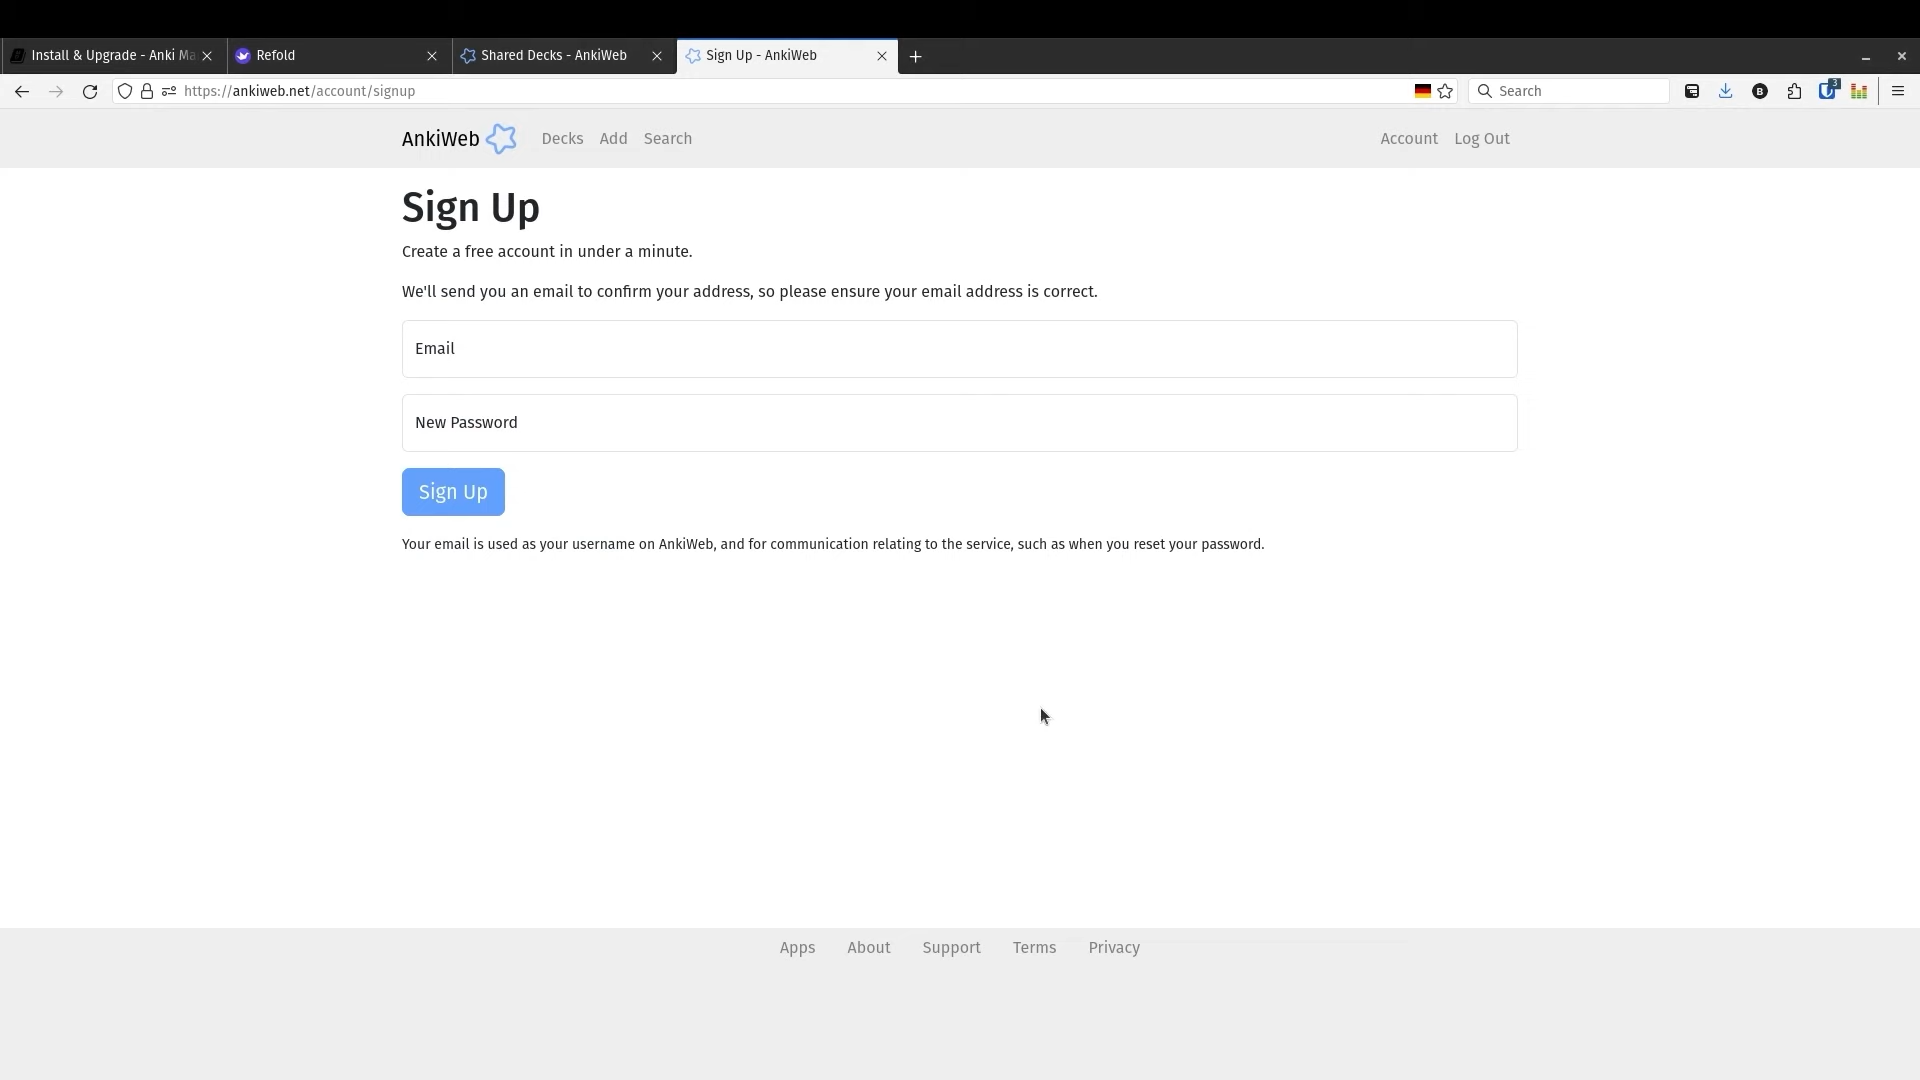 Install & Upgrade - Anki Ma
Refold
Shared Decks - AnkiWeb
Sign Up - AnkiWeb
https://ankiweb.net/account/signup
Search
B
3
AnkiWeb
Decks
Add
Search
Account
Log Out
Sign Up
Create a free account in under a minute.
We'll send you an email to confirm your address, so please ensure your email address is correct.
Email
New Password
Sign Up
Your email is used as your username on AnkiWeb, and for communication relating to the service, such as when you reset your password.
Apps
About
Support
Terms
Privacy